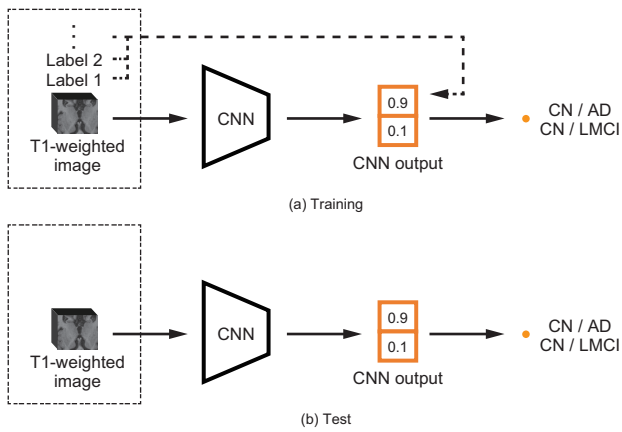 Label 2
Label 1
T1-weighted
image
CNN
0.9
0.1
CNN output
CN / AD
CN / LMCI
(a) Training
T1-weighted
image
CNN
0.9
0.1
CNN output
CN / AD
CN / LMCI
(b) Test